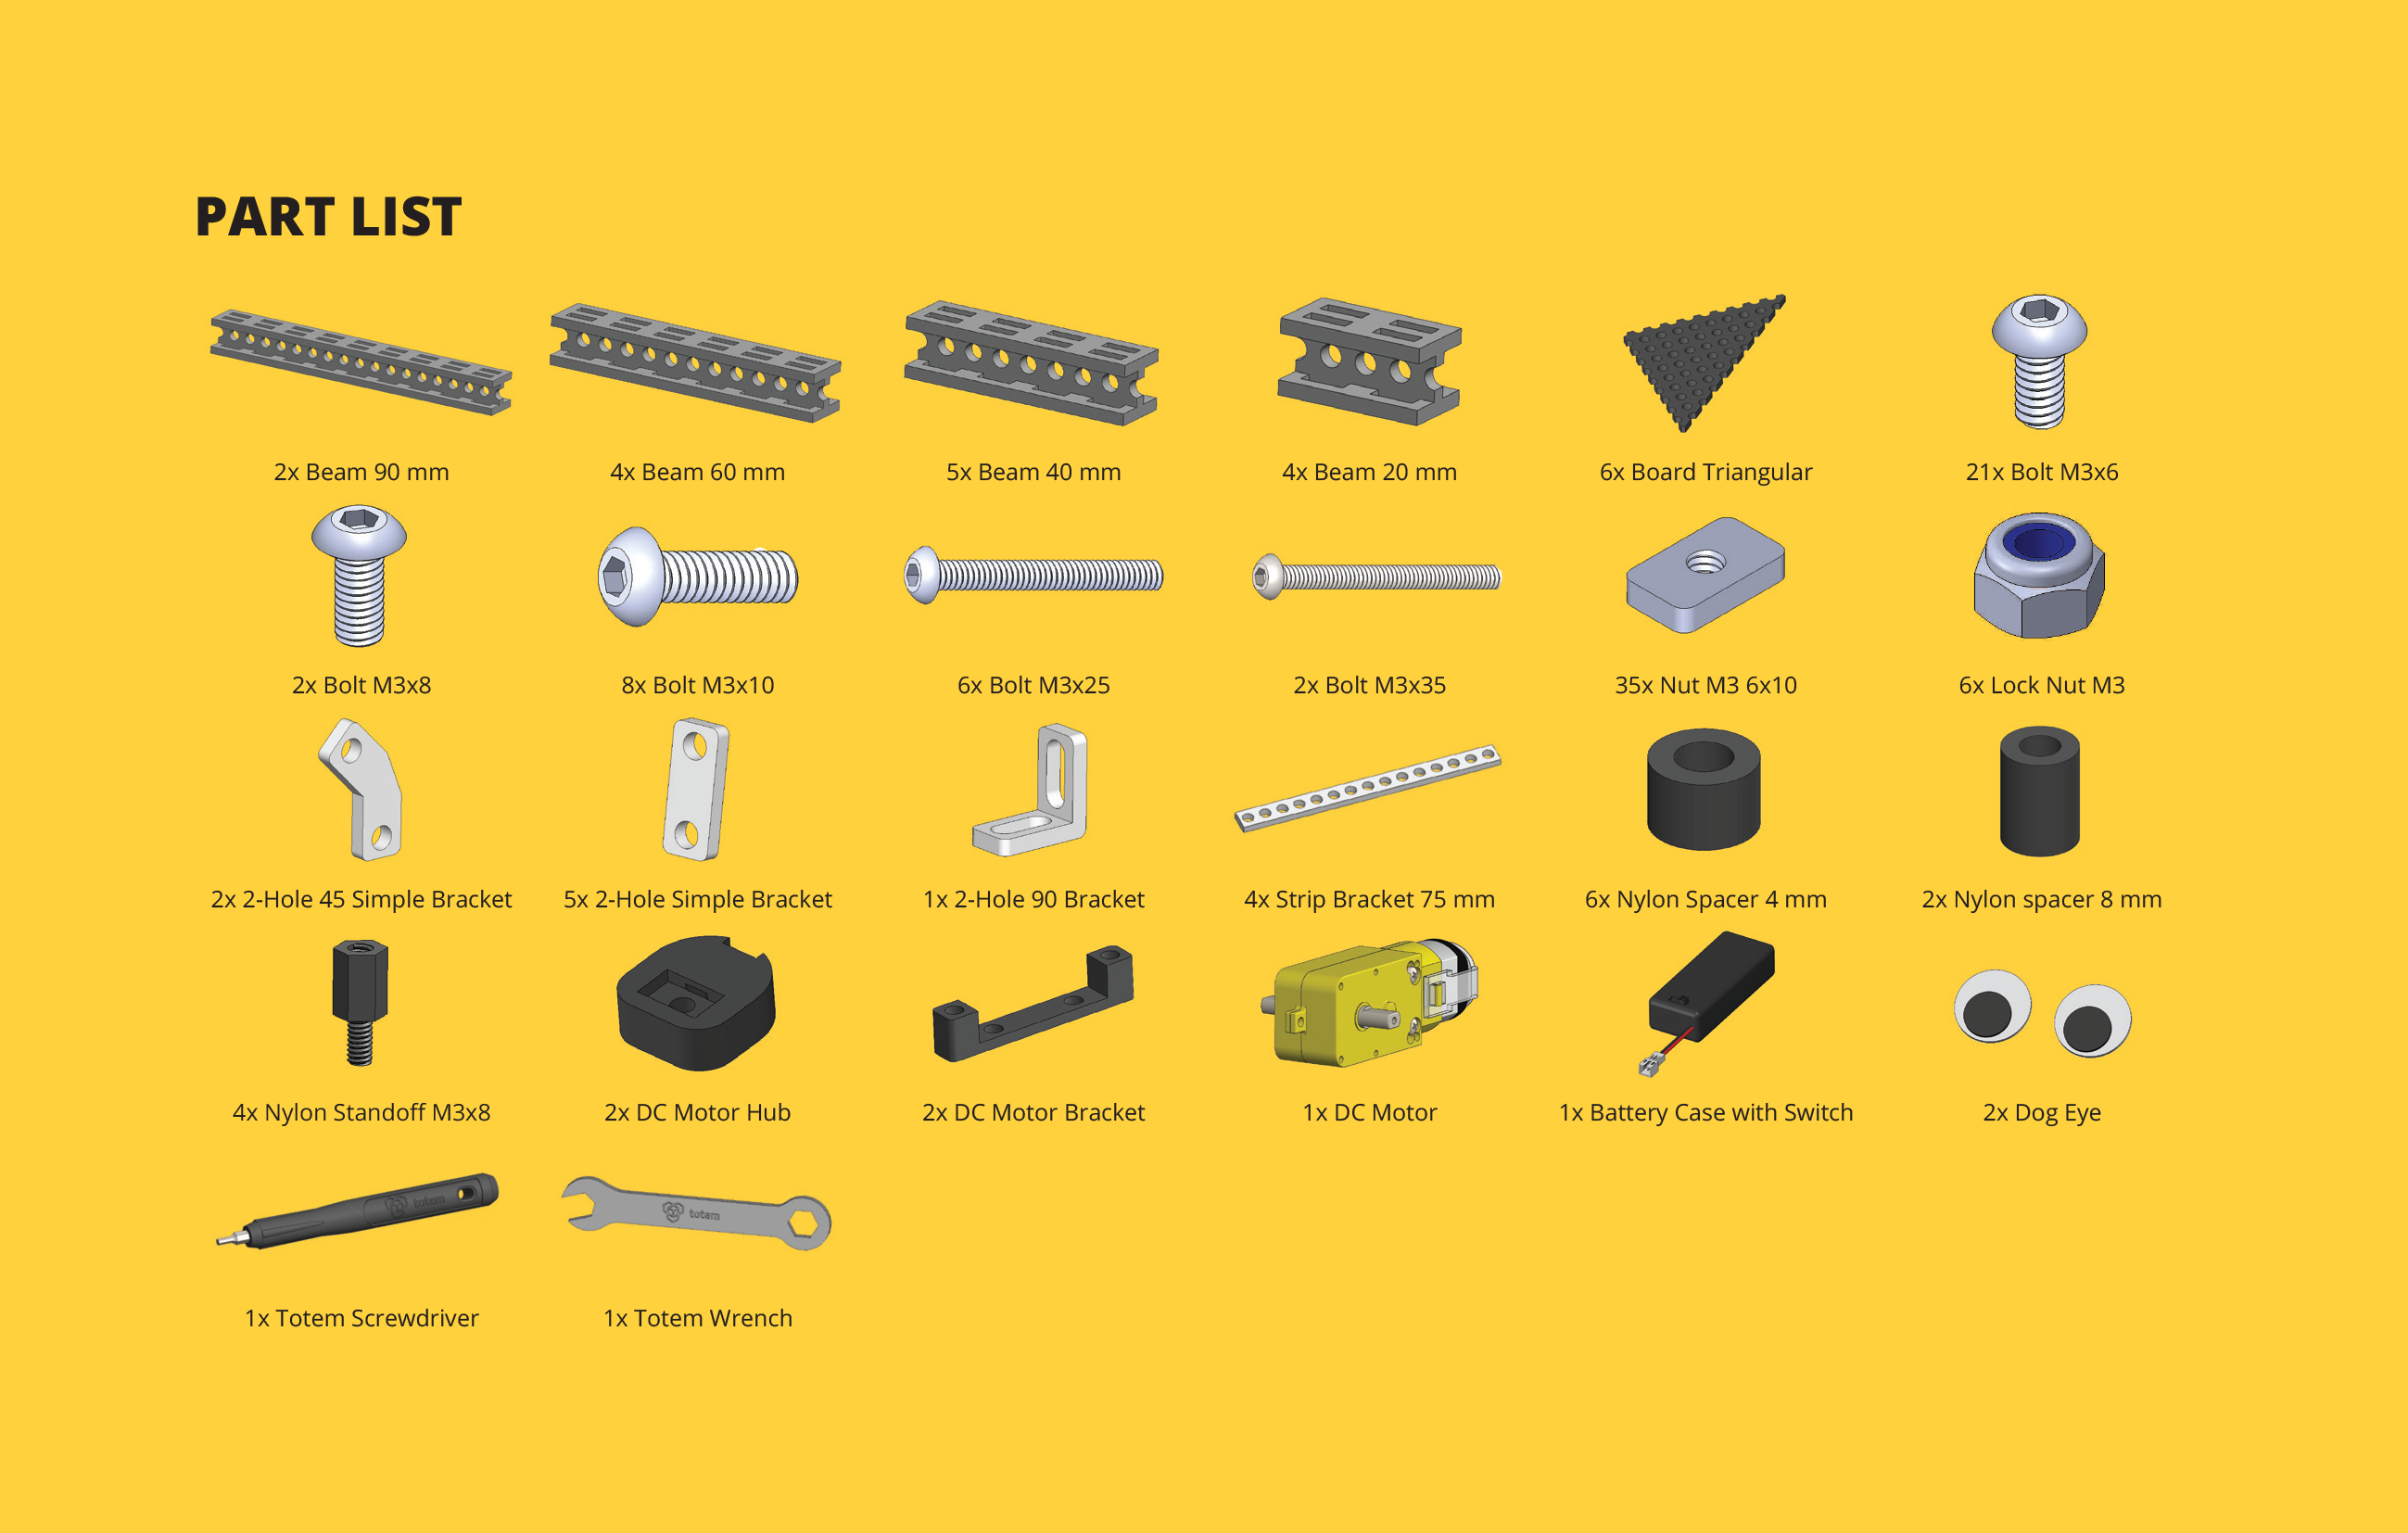 PART LIST
2x Beam 90 mm
4x Beam 60 mm
5x Beam 40 mm
4x Beam 20 mm
6x Board Triangular
21x Bolt M3x6
2x Bolt M3x8
8x Bolt M3x10
6x Bolt M3x25
2x Bolt M3x35
35x Nut M3 6x10
6x Lock Nut M3
2x 2-Hole 45 Simple Bracket
5x 2-Hole Simple Bracket
1x 2-Hole 90 Bracket
4x Strip Bracket 75 mm
6x Nylon Spacer 4 mm
2x Nylon spacer 8 mm
4x Nylon Standoff M3x8
2x DC Motor Hub
2x DC Motor Bracket
1x DC Motor
1x Battery Case with Switch
2x Dog Eye
totem
totem
1x Totem Screwdriver
1x Totem Wrench